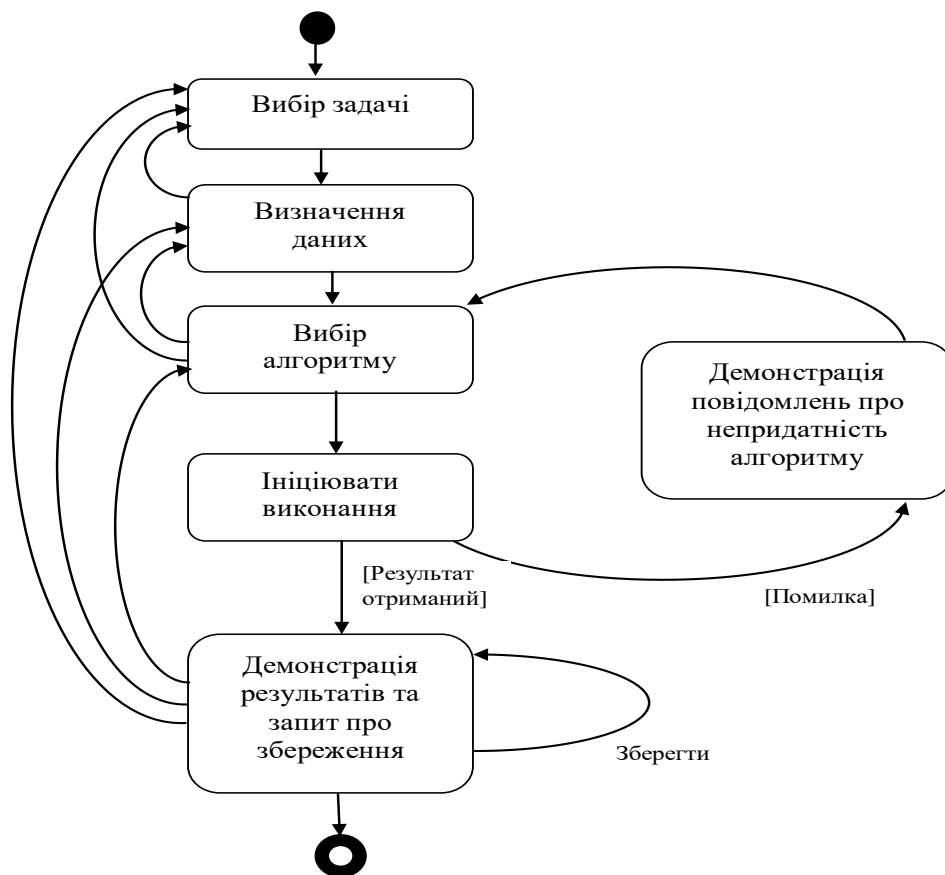 Вибір задачі
Визначення
даних
Вибір
алгоритму
Демонстрація
повідомлень про
непридатність
алгоритму
Ініціювати
виконання
[Результат
отриманий]
[Помилка]
Демонстрація
результатів та
запит про
збереження
Зберегти